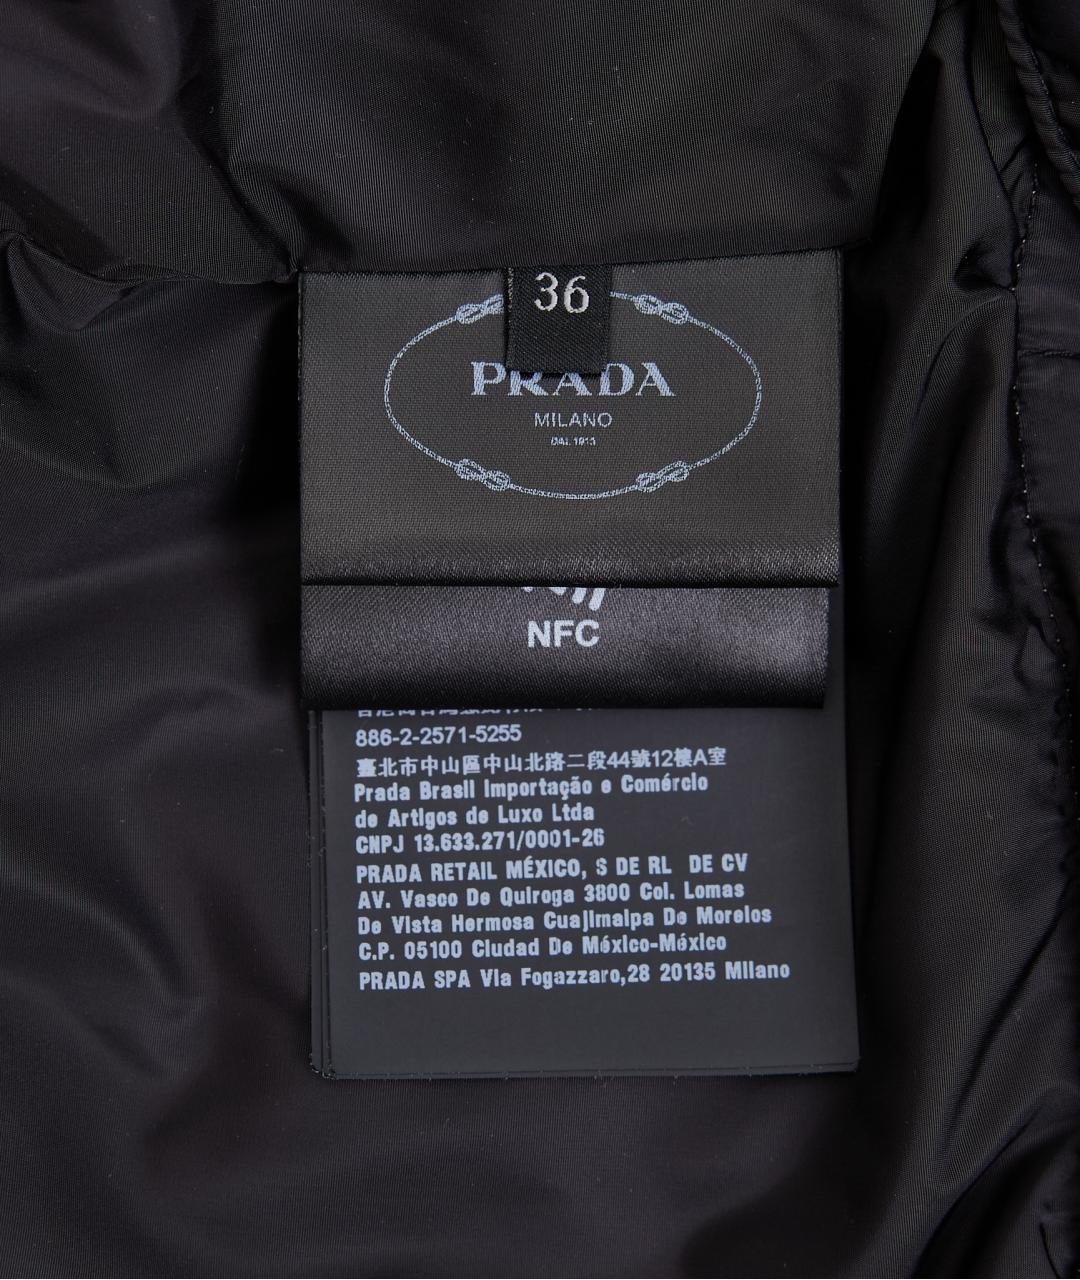 36
PRADA
MILANO
DAL 1913
NFC
886-2-2571-5255
臺北市中山區中山北路二段44號12樓A室
Prada Brasil Importação e Comércio
de Artigos de Luxo Ltda
CNPJ 13.633.271/0001-26
PRADA RETAIL MÉXICO, S DE RL DE CV
AV. Vasco De Quiroga 3800 Col. Lomas
De Vista Hermosa Cuajimalpa De Morelos
C.P. 05100 Ciudad De México-México
PRADA SPA Via Fogazzaro,28 20135 Milano